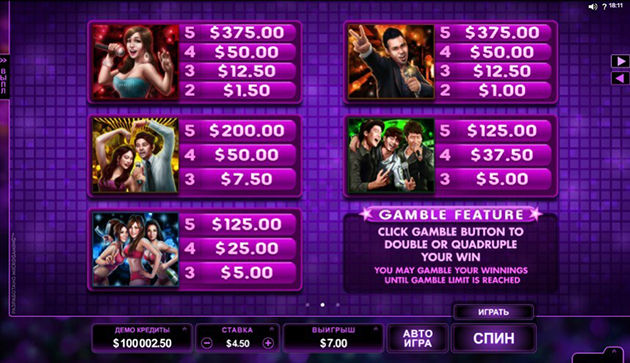 ? 18:11
ВЫПЛ
5 $375.00
4 $50.00
3 $12.50
2 $1.50
5 $375.00
4 $50.00
3 $12.50
2 $1.00
5 $200.00
4 $50.00
3 $7.50
5 $125.00
4 $37.50
3 $5.00
5 $125.00
4 $25.00
3 $5.00
GAMBLE FEATURE
CLICK GAMBLE BUTTON TO
DOUBLE OR QUADRUPLE
YOUR WIN
YOU MAY GAMBLE YOUR WINNINGS
UNTIL GAMBLE LIMIT IS REACHED
РАЗРАБОТАНО MICROGAMING™
ИГРАТЬ
ДЕМО КРЕДИТЫ
$100002.50
СТАВКА
$4.50
ВЫИГРЫШ
$7.00
АВТО
ИГРА
СПИН